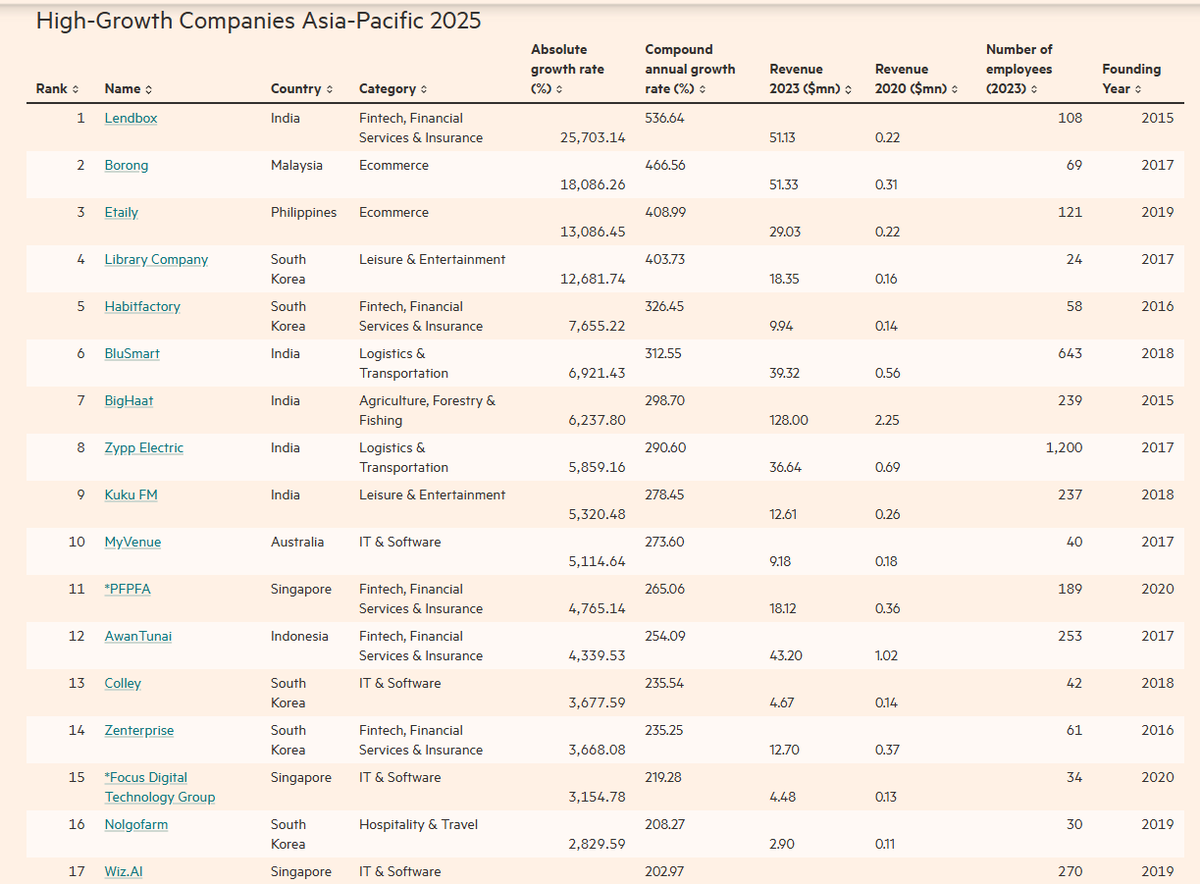 High-Growth Companies Asia-Pacific 2025
Absolute Compound Number of
growth rate annual growth Revenue Revenue employees Founding
Rank Name Country Category (%) rate (%) 2023 ($mn) 2020 ($mn) (2023) Year
1 Lendbox India Fintech, Financial 536.64 108 2015
Services & Insurance 25,703.14 51.13 0.22
2 Borong Malaysia Ecommerce 466.56 69 2017
18,086.26 51.33 0.31
3 Etaily Philippines Ecommerce 408.99 121 2019
13,086.45 29.03 0.22
4 Library Company South Leisure & Entertainment 403.73 24 2017
Korea 12,681.74 18.35 0.16
5 Habitfactory South Fintech, Financial 326.45 58 2016
Korea Services & Insurance 7,655.22 9.94 0.14
6 BluSmart India Logistics & 312.55 643 2018
Transportation 6,921.43 39.32 0.56
7 BigHaat India Agriculture, Forestry & 298.70 239 2015
Fishing 6,237.80 128.00 2.25
8 Zypp Electric India Logistics & 290.60 1,200 2017
Transportation 5,859.16 36.64 0.69
9 Kuku FM India Leisure & Entertainment 278.45 237 2018
5,320.48 12.61 0.26
10 MyVenue Australia IT & Software 273.60 40 2017
5,114.64 9.18 0.18
11 *PFPFA Singapore Fintech, Financial 265.06 189 2020
Services & Insurance 4,765.14 18.12 0.36
12 AwanTunai Indonesia Fintech, Financial 254.09 253 2017
Services & Insurance 4,339.53 43.20 1.02
13 Colley South IT & Software 235.54 42 2018
Korea 3,677.59 4.67 0.14
14 Zenterprise South Fintech, Financial 235.25 61 2016
Korea Services & Insurance 3,668.08 12.70 0.37
15 *Focus Digital Singapore IT & Software 219.28 34 2020
Technology Group 3,154.78 4.48 0.13
16 Nolgofarm South Hospitality & Travel 208.27 30 2019
Korea 2,829.59 2.90 0.11
17 Wiz.AI Singapore IT & Software 202.97 270 2019